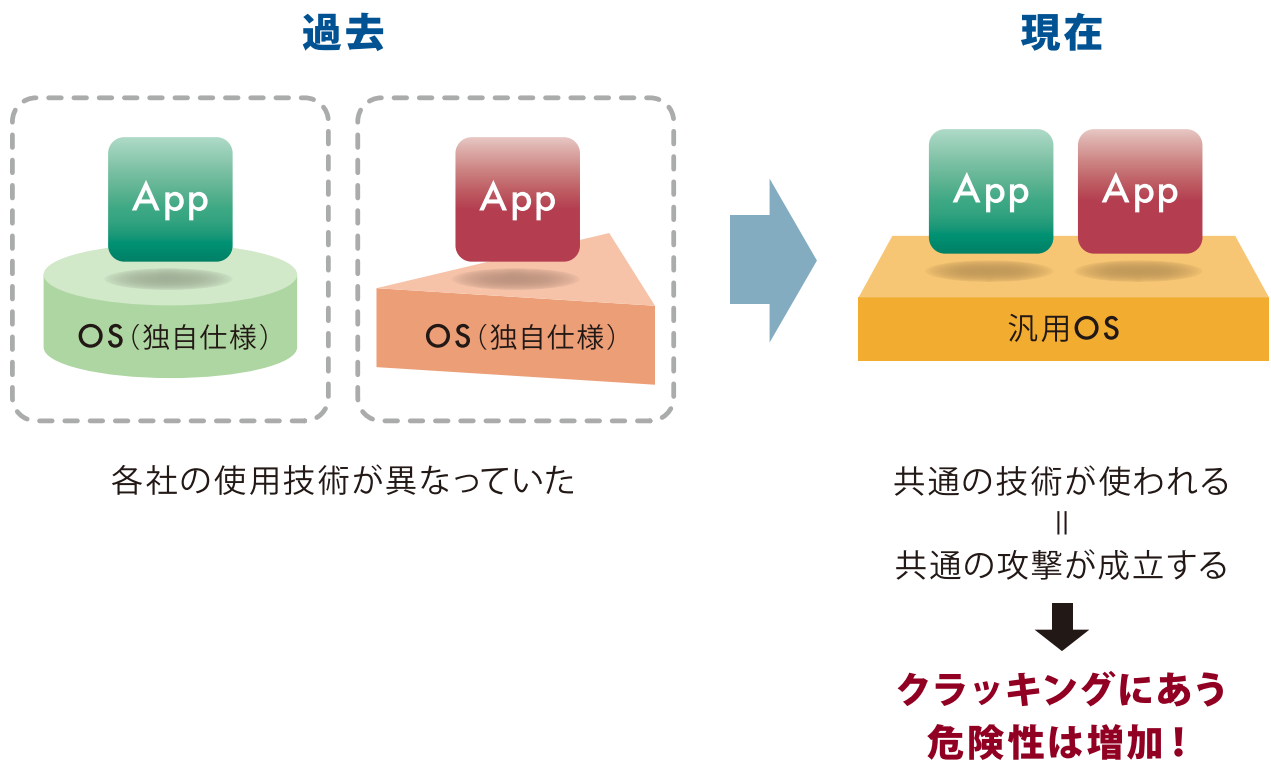 過去
App
OS（独自仕様）
App
OS（独自仕様）
各社の使用技術が異なっていた
現在
App
App
汎用OS
共通の技術が使われる
＝
共通の攻撃が成立する
クラッキングにあう
危険性は増加！